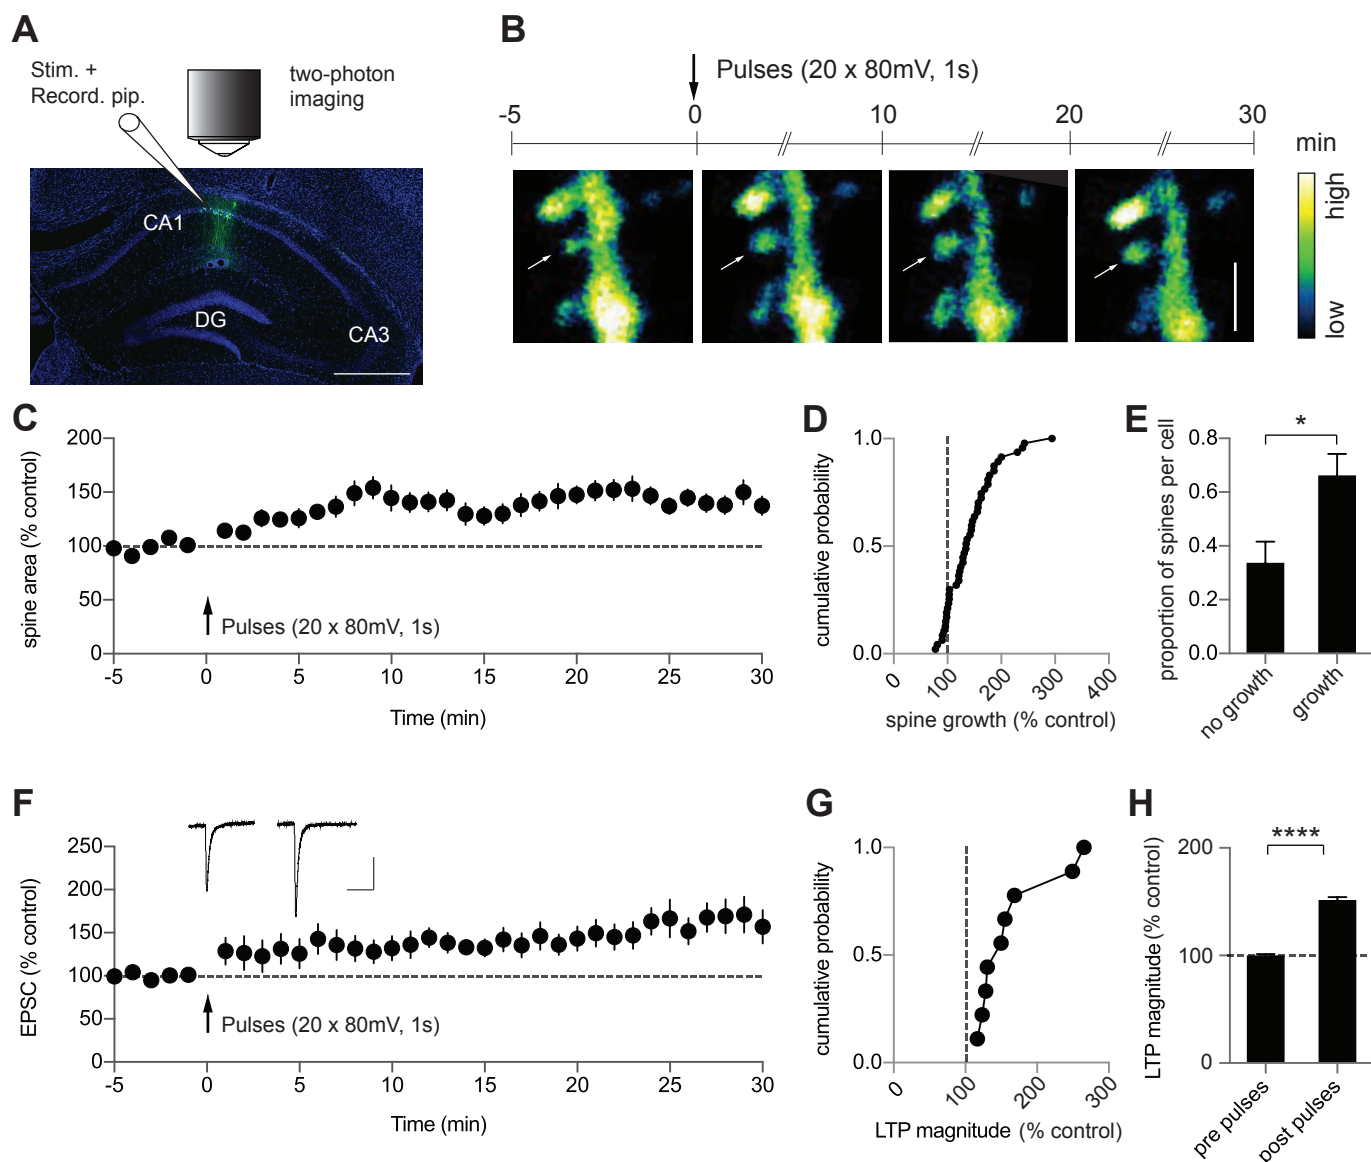 A
Stim. +
Record. pip.
two-photon
imaging
CA1
DG
CA3
B
Pulses (20 x 80mV, 1s)
-5 0 10 20 30
min
high
low
C
spine area (% control)
200
150
100
50
0
Pulses (20 x 80mV, 1s)
-5 0 5 10 15 20 25 30
Time (min)
D
cumulative probability
1.0
0.5
0.0
0 100 200 300 400
spine growth (% control)
E
proportion of spines per cell
*
0.8
0.6
0.4
0.2
0.0
no growth
growth
F
EPSC (% control)
250
200
150
100
50
0
Pulses (20 x 80mV, 1s)
-5 0 5 10 15 20 25 30
Time (min)
G
cumulative probability
1.0
0.5
0.0
0 100 200 300
LTP magnitude (% control)
H
LTP magnitude (% control)
****
200
100
0
pre pulses
post pulses